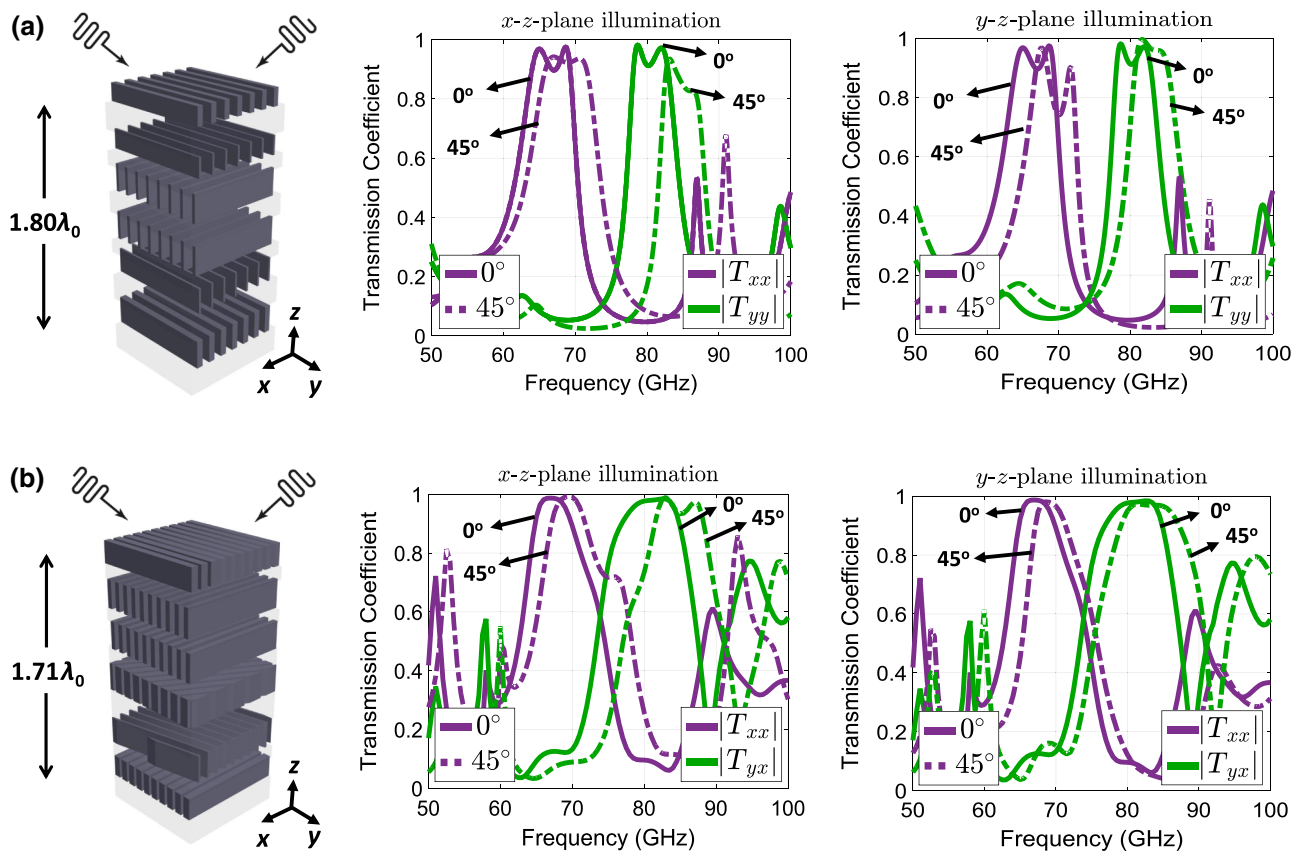 (a)
1.80λ₀
z
x
y
x-z-plane illumination
Transmission Coefficient
1
0.8
0.6
0.4
0.2
0
0°
45°
0°
45°
0°
45°
|Txx|
|Tyy|
50
60
70
80
90
100
Frequency (GHz)
y-z-plane illumination
Transmission Coefficient
1
0.8
0.6
0.4
0.2
0
0°
45°
0°
45°
0°
45°
|Txx|
|Tyy|
50
60
70
80
90
100
Frequency (GHz)
(b)
1.71λ₀
z
x
y
x-z-plane illumination
Transmission Coefficient
1
0.8
0.6
0.4
0.2
0
0°
45°
0°
45°
0°
45°
|Txx|
|Tyx|
50
60
70
80
90
100
Frequency (GHz)
y-z-plane illumination
Transmission Coefficient
1
0.8
0.6
0.4
0.2
0
0°
45°
0°
45°
0°
45°
|Txx|
|Tyx|
50
60
70
80
90
100
Frequency (GHz)